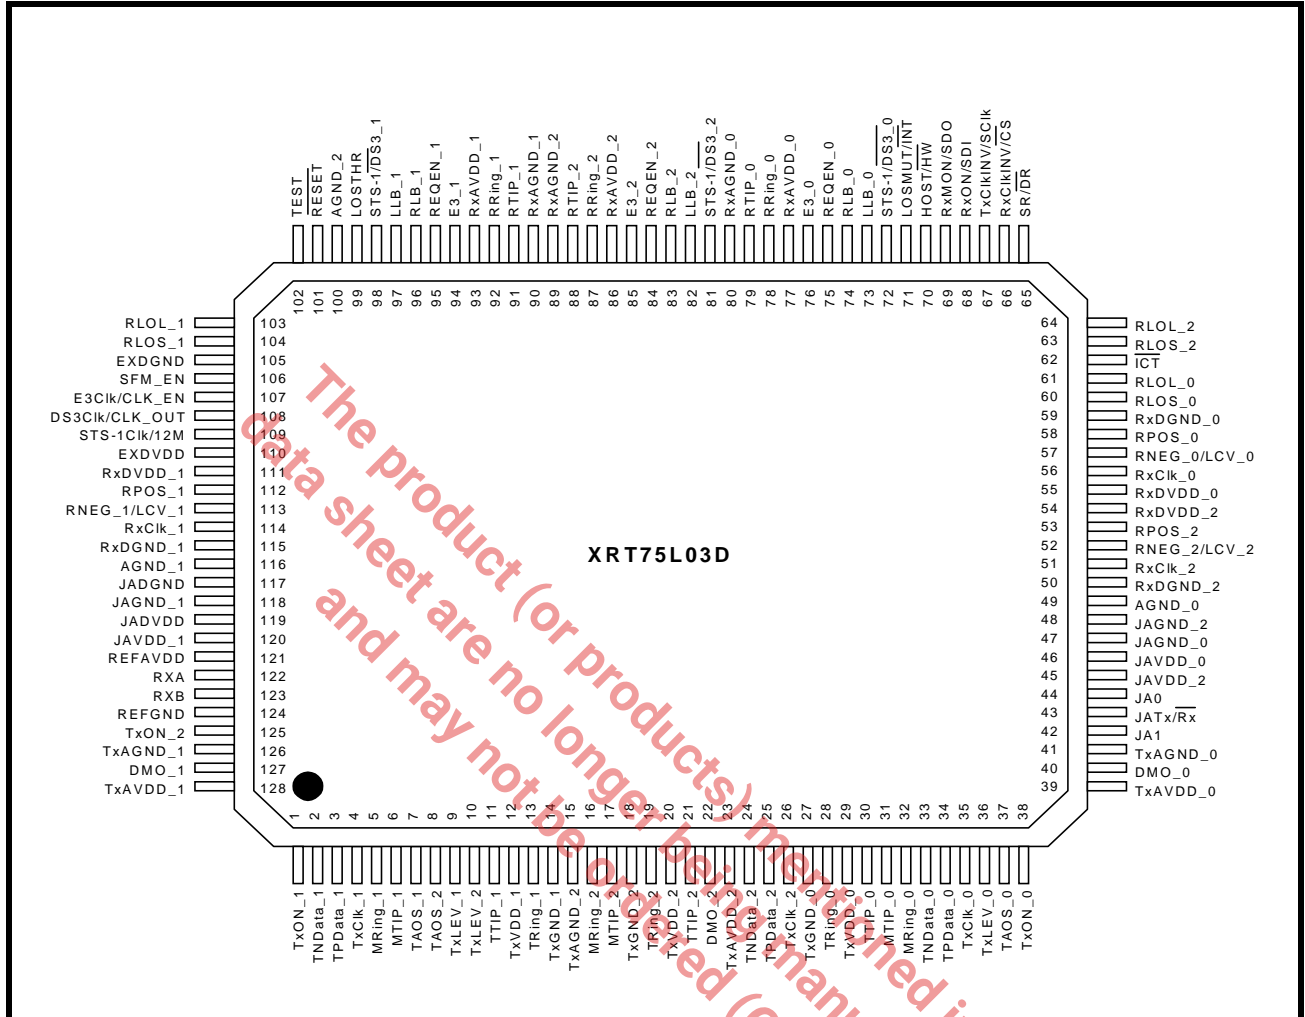 TEST
RESET
AGND_2
LOSTHR
STS-1/DS3_1
LLB_1
RLB_1
REQEN_1
E3_1
RxAVDD_1
RRing_1
RTIP_1
RxAGND_1
RxAGND_2
RTIP_2
RRing_2
RxAVDD_2
E3_2
REQEN_2
RLB_2
LLB_2
STS-1/DS3_2
RxAGND_0
RTIP_0
RRing_0
RxAVDD_0
E3_0
REQEN_0
RLB_0
LLB_0
STS-1/DS3_0
LOSMUT/INT
HOST/HW
RxMON/SDO
RxON/SDI
TxClkINV/SClk
RxClkINV/CS
SR/DR
102
101
100
99
98
97
96
95
94
93
92
91
90
89
88
87
86
85
84
83
82
81
80
79
78
77
76
75
74
73
72
71
70
69
68
67
66
65
RLOL_1 103
RLOS_1 104
EXDGND 105
SFM_EN 106
E3Clk/CLK_EN 107
DS3Clk/CLK_OUT 108
STS-1Clk/12M 109
EXDVDD 110
RxDVDD_1 111
RPOS_1 112
RNEG_1/LCV_1 113
RxClk_1 114
RxDGND_1 115
AGND_1 116
JADGND 117
JAGND_1 118
JADVDD 119
JAVDD_1 120
REFAVDD 121
RXA 122
RXB 123
REFGND 124
TxON_2 125
TxAGND_1 126
DMO_1 127
TxAVDD_1 128
XRT75L03D
64 RLOL_2
63 RLOS_2
62 ICT
61 RLOL_0
60 RLOS_0
59 RxDGND_0
58 RPOS_0
57 RNEG_0/LCV_0
56 RxClk_0
55 RxDVDD_0
54 RxDVDD_2
53 RPOS_2
52 RNEG_2/LCV_2
51 RxClk_2
50 RxDGND_2
49 AGND_0
48 JAGND_2
47 JAGND_0
46 JAVDD_0
45 JAVDD_2
44 JA0
43 JATx/Rx
42 JA1
41 TxAGND_0
40 DMO_0
39 TxAVDD_0
1
2
3
4
5
6
7
8
9
10
11
12
13
14
15
16
17
18
19
20
21
22
23
24
25
26
27
28
29
30
31
32
33
34
35
36
37
38
TxON_1
TNData_1
TPData_1
TxClk_1
MRing_1
MTIP_1
TAOS_1
TAOS_2
TxLEV_1
TxLEV_2
TTIP_1
TxVDD_1
TRing_1
TxGND_1
TxAGND_2
MRing_2
MTIP_2
TxGND_2
TRing_2
TxVDD_2
TTIP_2
DMO_2
TxAVDD_2
TNData_2
TPData_2
TxClk_2
TxGND_0
TRing_0
TxVDD_0
TTIP_0
MTIP_0
MRing_0
TNData_0
TPData_0
TxClk_0
TxLEV_0
TAOS_0
TxON_0
The product (or products) mentioned i
data sheet are no longer being manu
and may not be ordered (